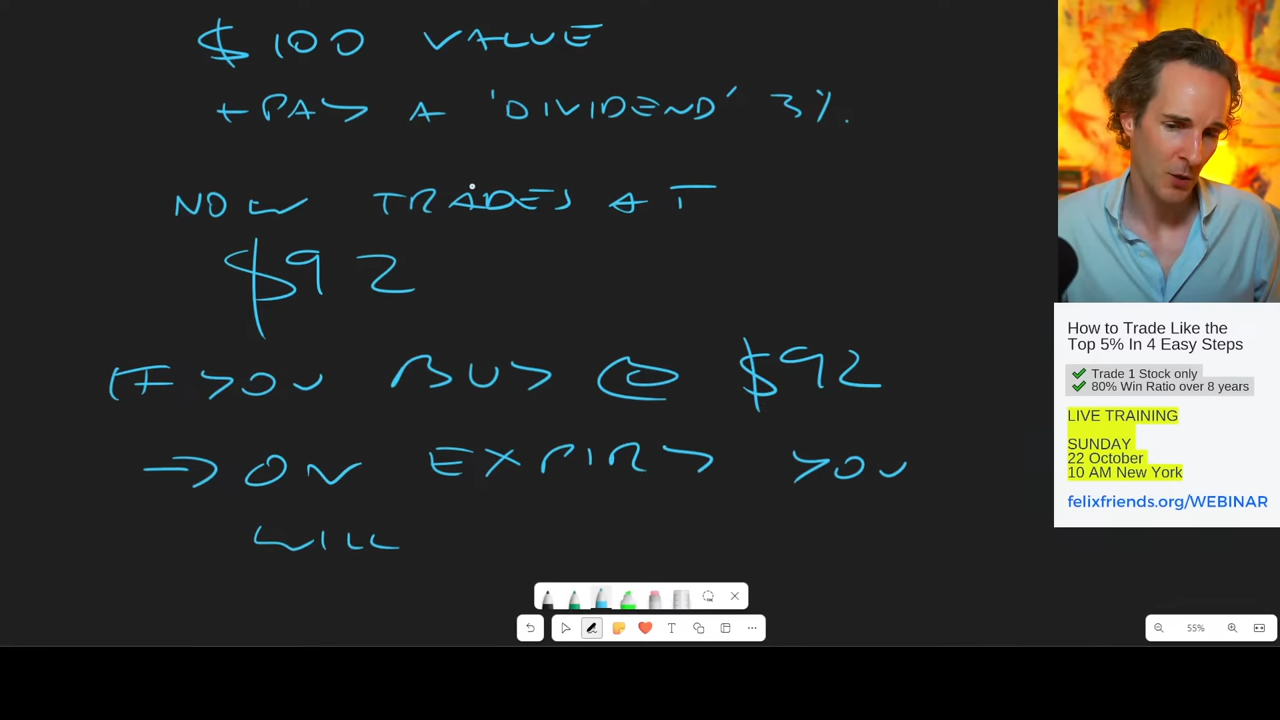 $100 VALUE
+ PAY A 'DIVIDEND' 3%.
NOW TRADES AT
$92
IF YOU BUY @ $92
→ ON EXPIRY YOU
WILL
How to Trade Like the
Top 5% In 4 Easy Steps
Trade 1 Stock only
80% Win Ratio over 8 years
LIVE TRAINING
SUNDAY
22 October
10 AM New York
felixfriends.org/WEBINAR
55%